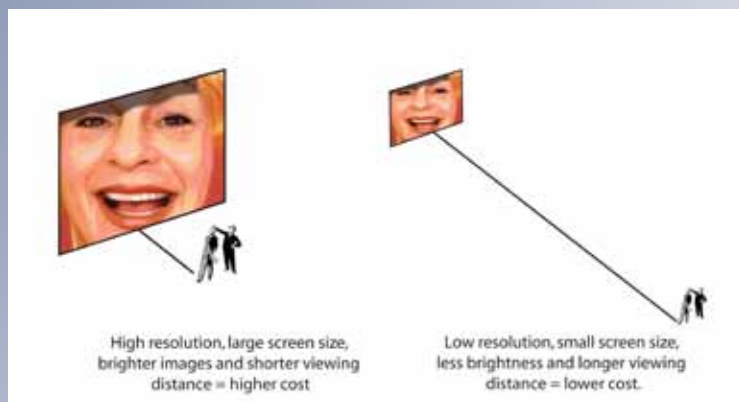 High resolution, large screen size,
brighter images and shorter viewing
distance = higher cost
Low resolution, small screen size,
less brightness and longer viewing
distance = lower cost.